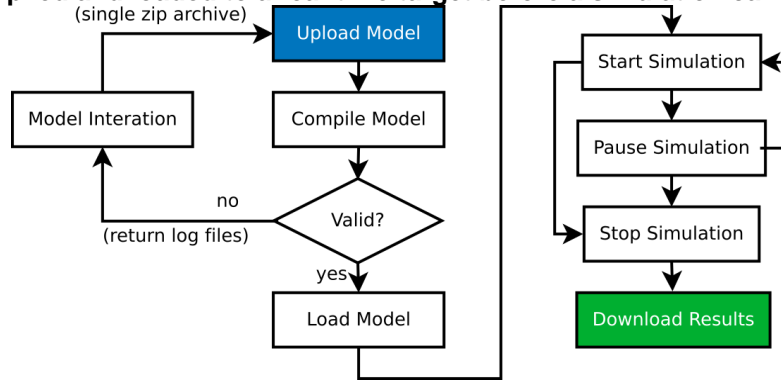 (single zip archive)
Upload Model
Model Interation
Compile Model
no
Valid?
(return log files)
yes
Load Model
Start Simulation
Pause Simulation
Stop Simulation
Download Results